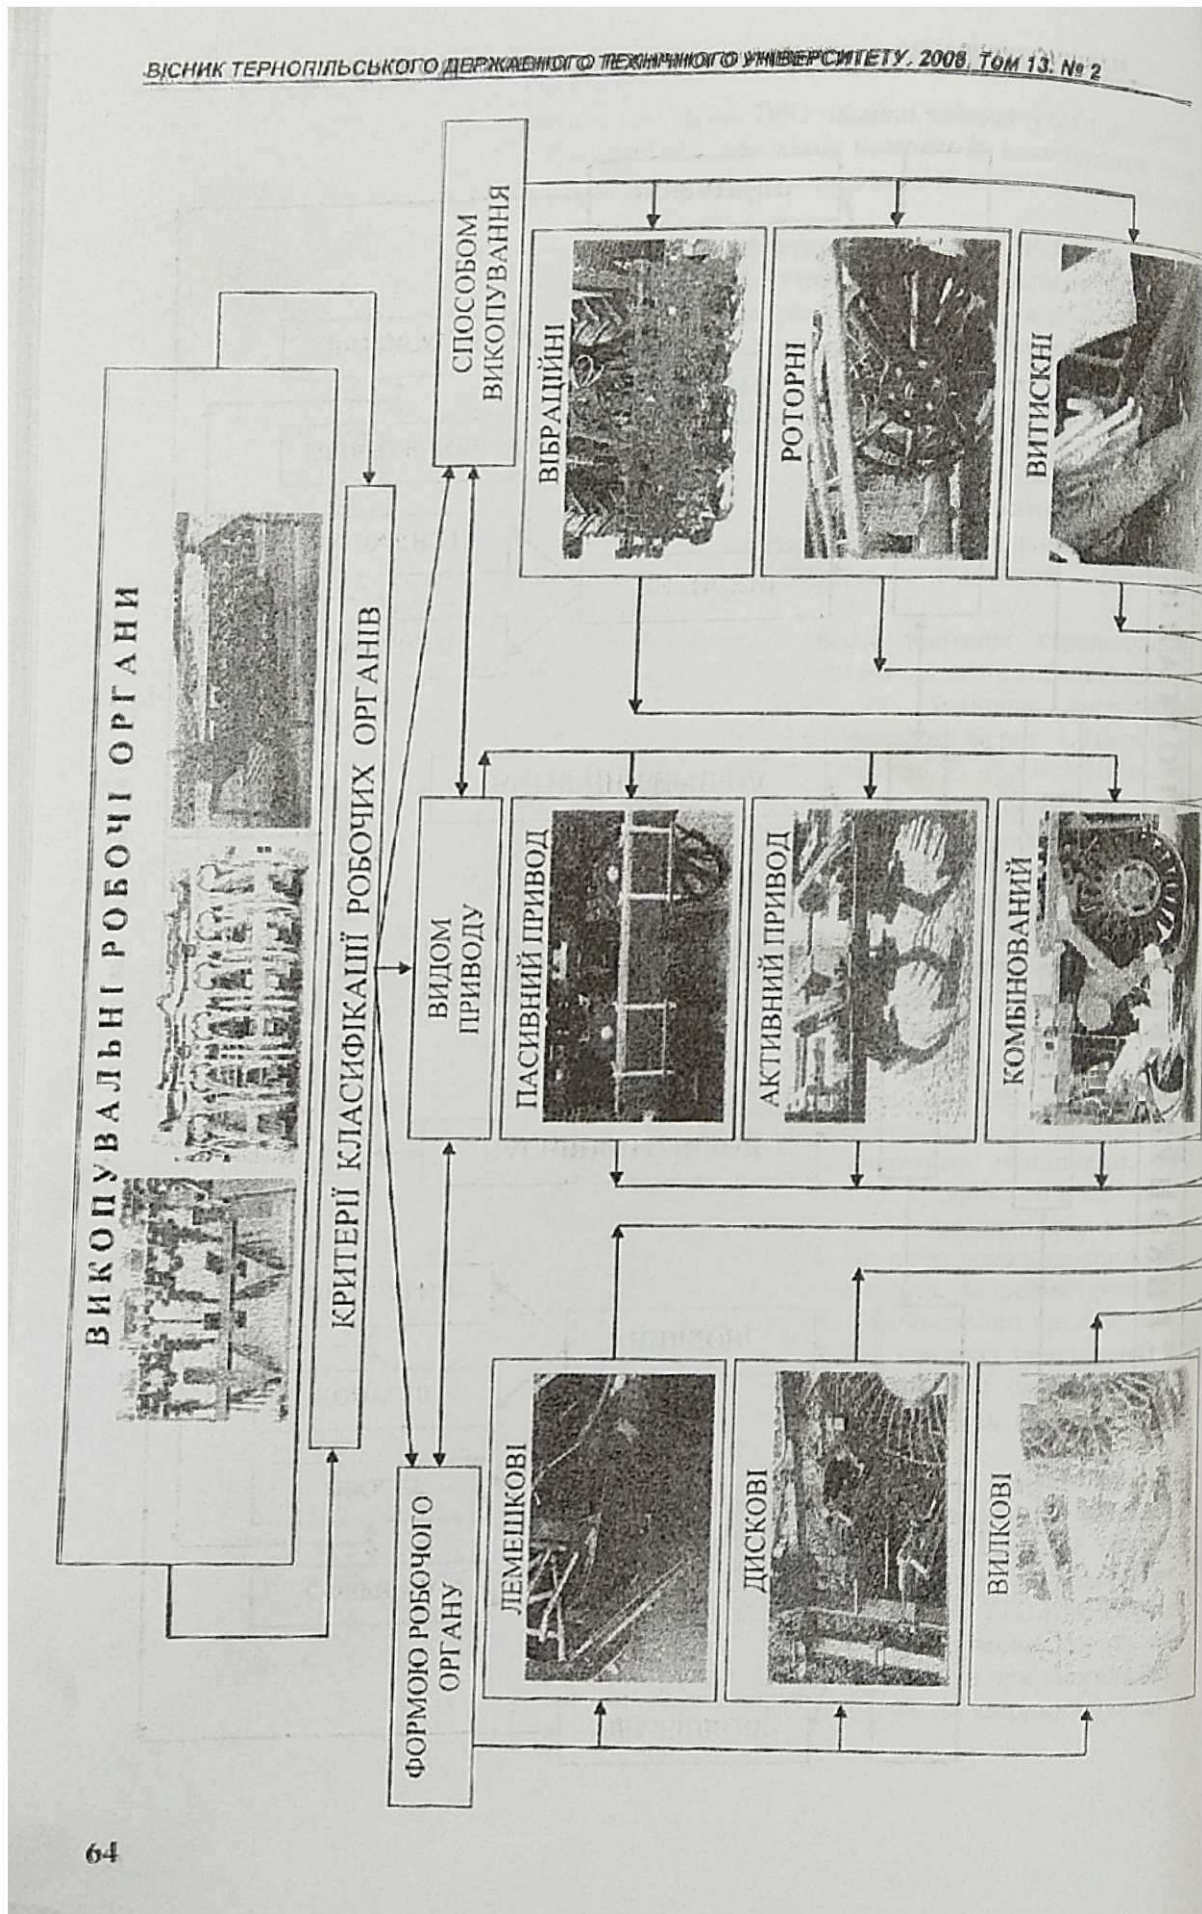 ВІСНИК ТЕРНОПІЛЬСЬКОГО ДЕРЖАВНОГО ТЕХНІЧНОГО УНІВЕРСИТЕТУ. 2008. ТОМ 13. № 2
ВИКОПУВАЛЬНІ РОБОЧІ ОРГАНИ
КРИТЕРІЇ КЛАСИФІКАЦІЇ РОБОЧИХ ОРГАНІВ
ФОРМОЮ РОБОЧОГО
ОРГАНУ
ВИДОМ
ПРИВОДУ
СПОСОБОМ
ВИКОПУВАННЯ
ЛЕМЕШКОВІ
ПАСИВНИЙ ПРИВОД
ВІБРАЦІЙНІ
ДИСКОВІ
АКТИВНИЙ ПРИВОД
РОТОРНІ
ВИЛКОВІ
КОМБІНОВАНИЙ
ВИТИСКНІ
64